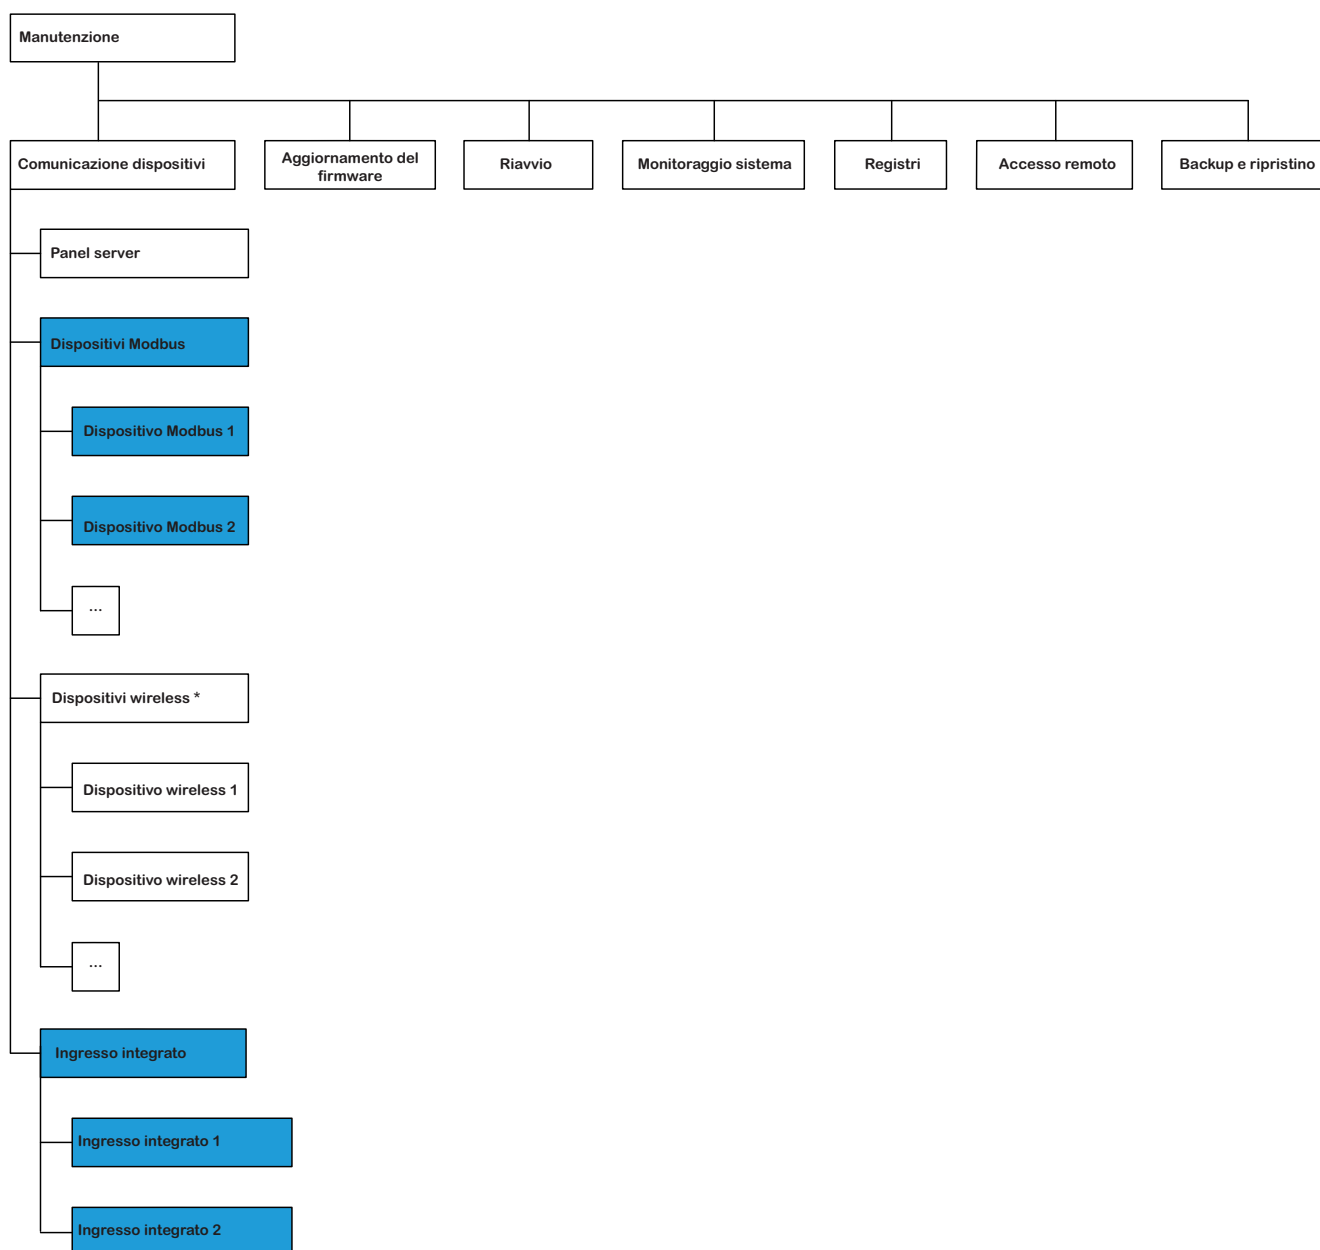 Manutenzione
Comunicazione dispositivi
Aggiornamento del
firmware
Riavvio
Monitoraggio sistema
Registri
Accesso remoto
Backup e ripristino
Panel server
Dispositivi Modbus
Dispositivo Modbus 1
Dispositivo Modbus 2
...
Dispositivi wireless *
Dispositivo wireless 1
Dispositivo wireless 2
...
Ingresso integrato
Ingresso integrato 1
Ingresso integrato 2